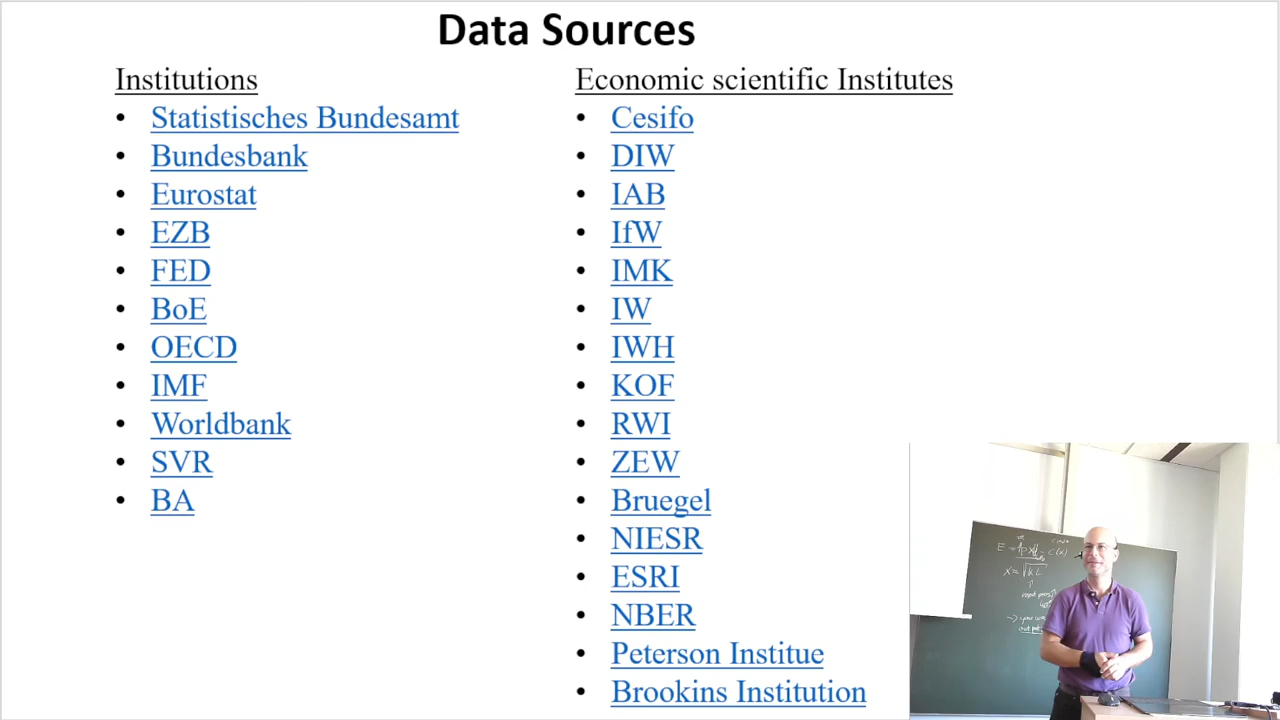 Data Sources
Institutions
Statistisches Bundesamt
Bundesbank
Eurostat
EZB
FED
BoE
OECD
IMF
Worldbank
SVR
BA
Economic scientific Institutes
Cesifo
DIW
IAB
IfW
IMK
IW
IWH
KOF
RWI
ZEW
Bruegel
NIESR
ESRI
NBER
Peterson Institue
Brookins Institution